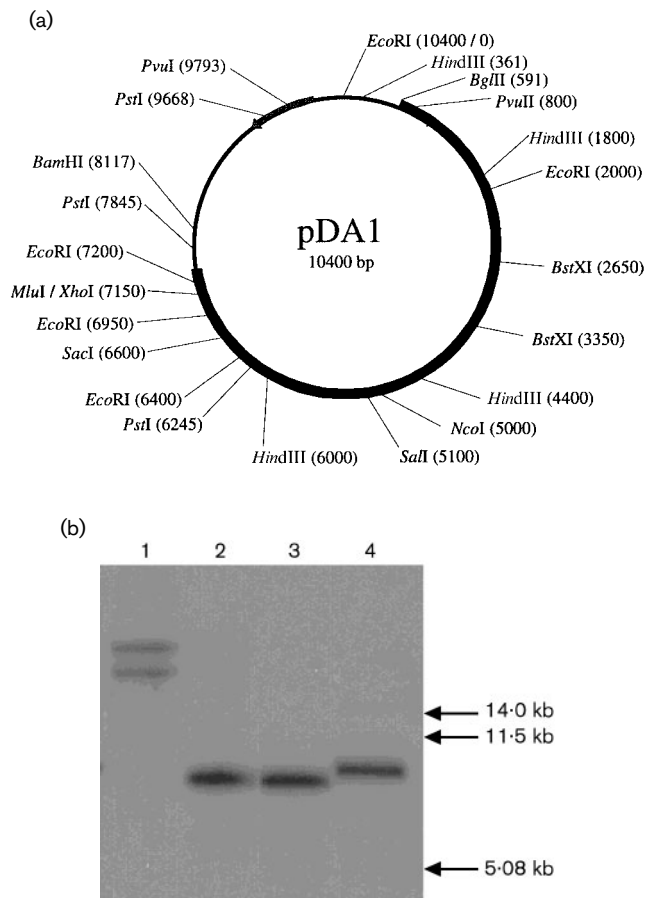 (a)
EcoRI (10400 / 0)
HindIII (361)
BglII (591)
PvuII (800)
HindIII (1800)
EcoRI (2000)
BstXI (2650)
BstXI (3350)
HindIII (4400)
NcoI (5000)
SalI (5100)
HindIII (6000)
PstI (6245)
EcoRI (6400)
SacI (6600)
EcoRI (6950)
MluI / XhoI (7150)
EcoRI (7200)
PstI (7845)
BamHI (8117)
PstI (9668)
PvuI (9793)
pDA1
10400 bp
(b)
1 2 3 4
14·0 kb
11·5 kb
5·08 kb